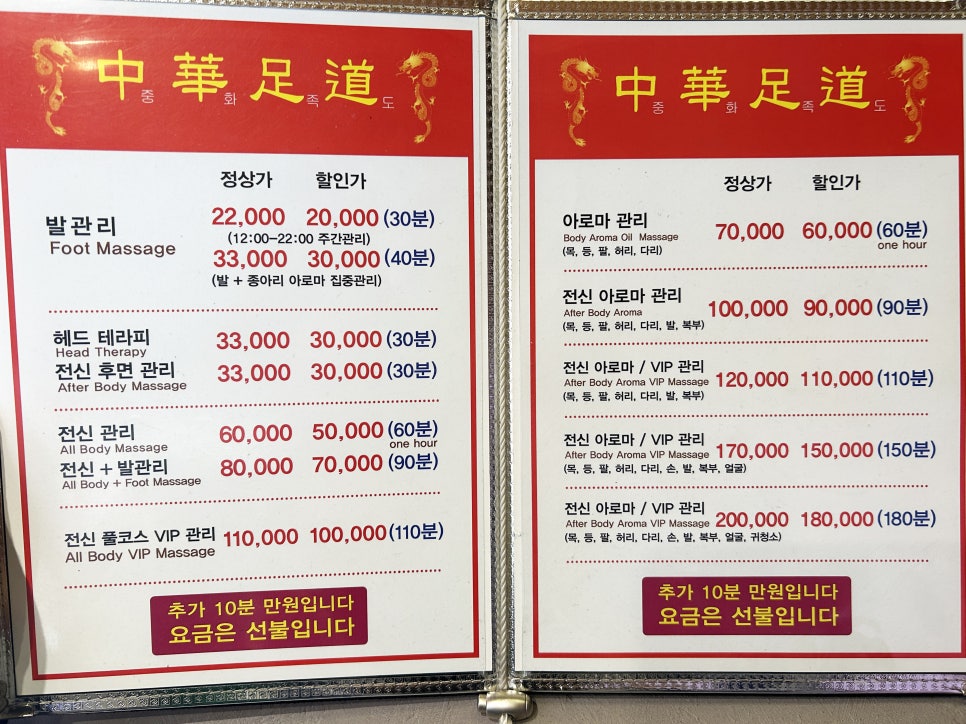 中華足道
중 화 족 도
정상가 할인가
발관리 22,000 20,000 (30분)
Foot Massage
(12:00-22:00 주간관리)
33,000 30,000 (40분)
(발 + 종아리 아로마 집중관리)
헤드 테라피 33,000 30,000 (30분)
Head Therapy
전신 후면 관리 33,000 30,000 (30분)
After Body Massage
전신 관리 60,000 50,000 (60분)
All Body Massage one hour
전신 + 발관리 80,000 70,000 (90분)
All Body + Foot Massage
전신 풀코스 VIP 관리 110,000 100,000 (110분)
All Body VIP Massage
추가 10분 만원입니다
요금은 선불입니다
中華足道
중 화 족 도
정상가 할인가
아로마 관리 70,000 60,000 (60분)
Body Aroma Oil Massage one hour
(목, 등, 팔, 허리, 다리)
전신 아로마 관리 100,000 90,000 (90분)
After Body Aroma
(목, 등, 팔, 허리, 다리, 발, 복부)
전신 아로마 / VIP 관리 120,000 110,000 (110분)
After Body Aroma VIP Massage
(목, 등, 팔, 허리, 다리, 발, 복부)
전신 아로마 / VIP 관리 170,000 150,000 (150분)
After Body Aroma VIP Massage
(목, 등, 팔, 허리, 다리, 손, 발, 복부, 얼굴)
전신 아로마 / VIP 관리 200,000 180,000 (180분)
After Body Aroma VIP Massage
(목, 등, 팔, 허리, 다리, 손, 발, 복부, 얼굴, 귀청소)
추가 10분 만원입니다
요금은 선불입니다